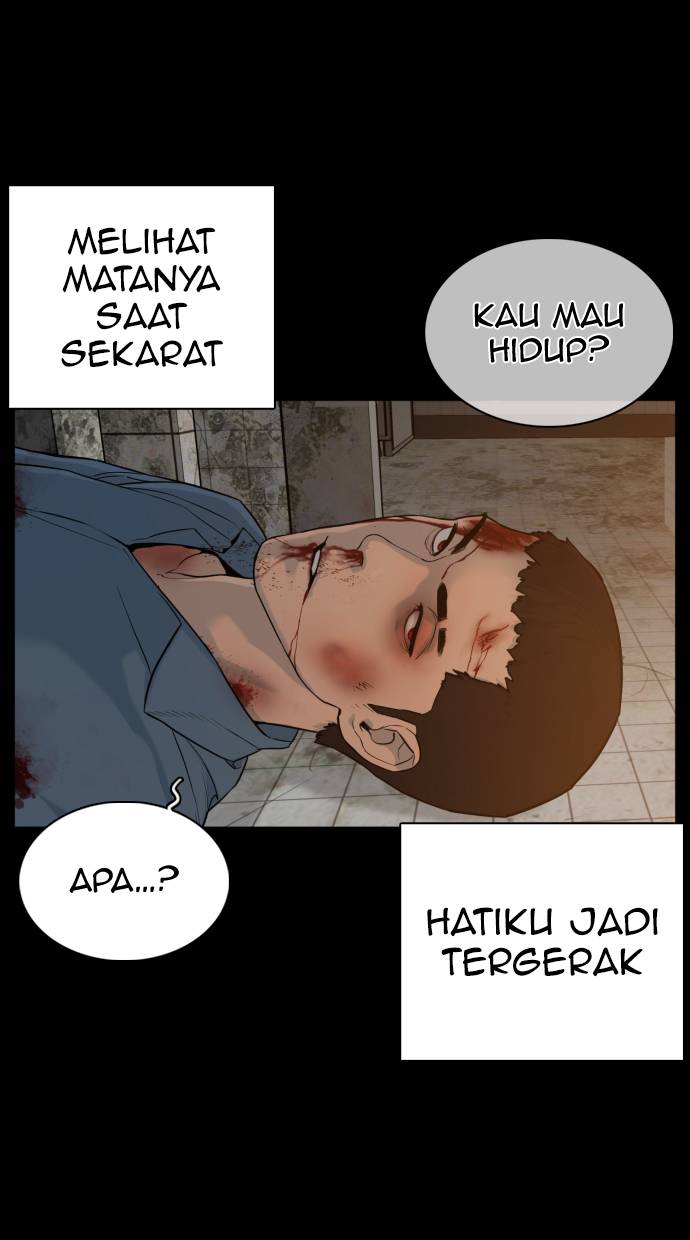 MELIHAT
MATANYA
SAAT
SEKARAT
KAU MAU
HIDUP?
APA...?
HATIKU JADI
TERGERAK